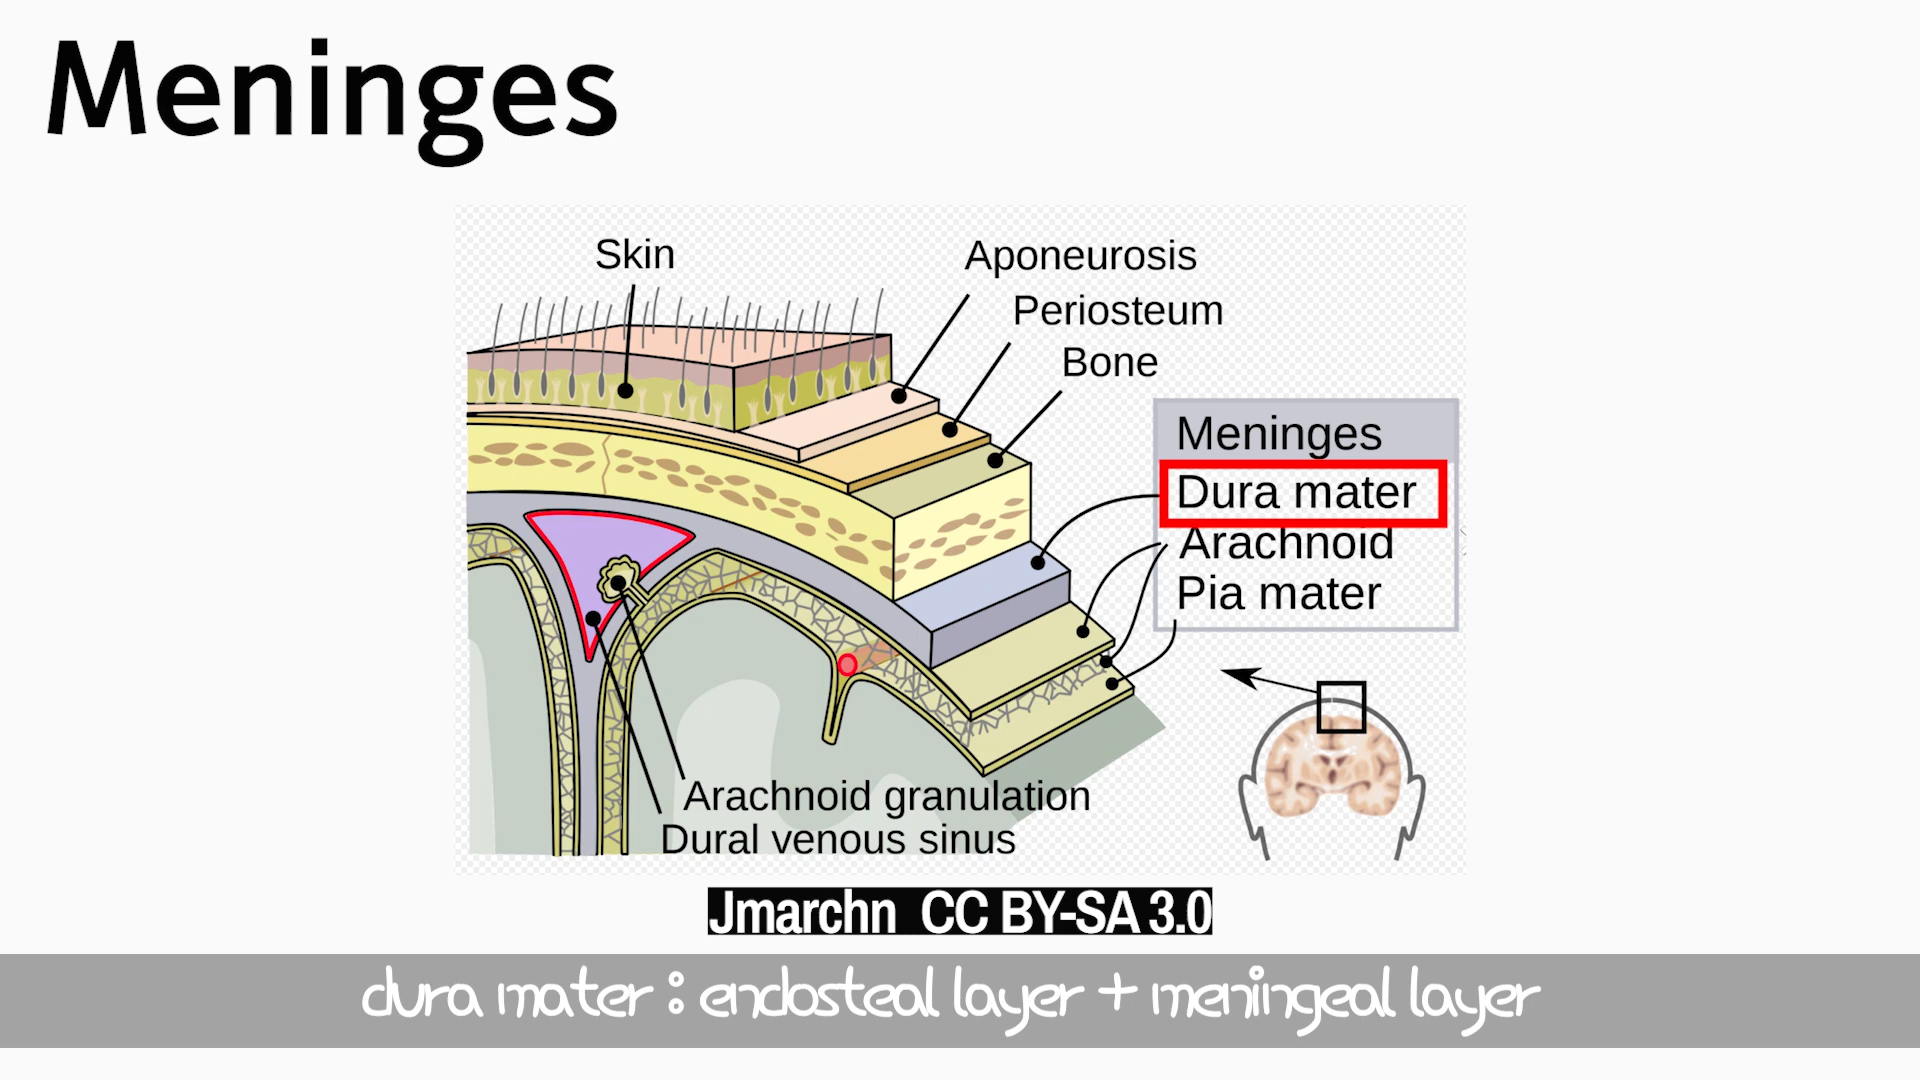 Meninges
Skin
Aponeurosis
Periosteum
Bone
Meninges
Dura mater
Arachnoid
Pia mater
Arachnoid granulation
Dural venous sinus
Jmarchn CC BY-SA 3.0
dura mater : endosteal layer + meningeal layer